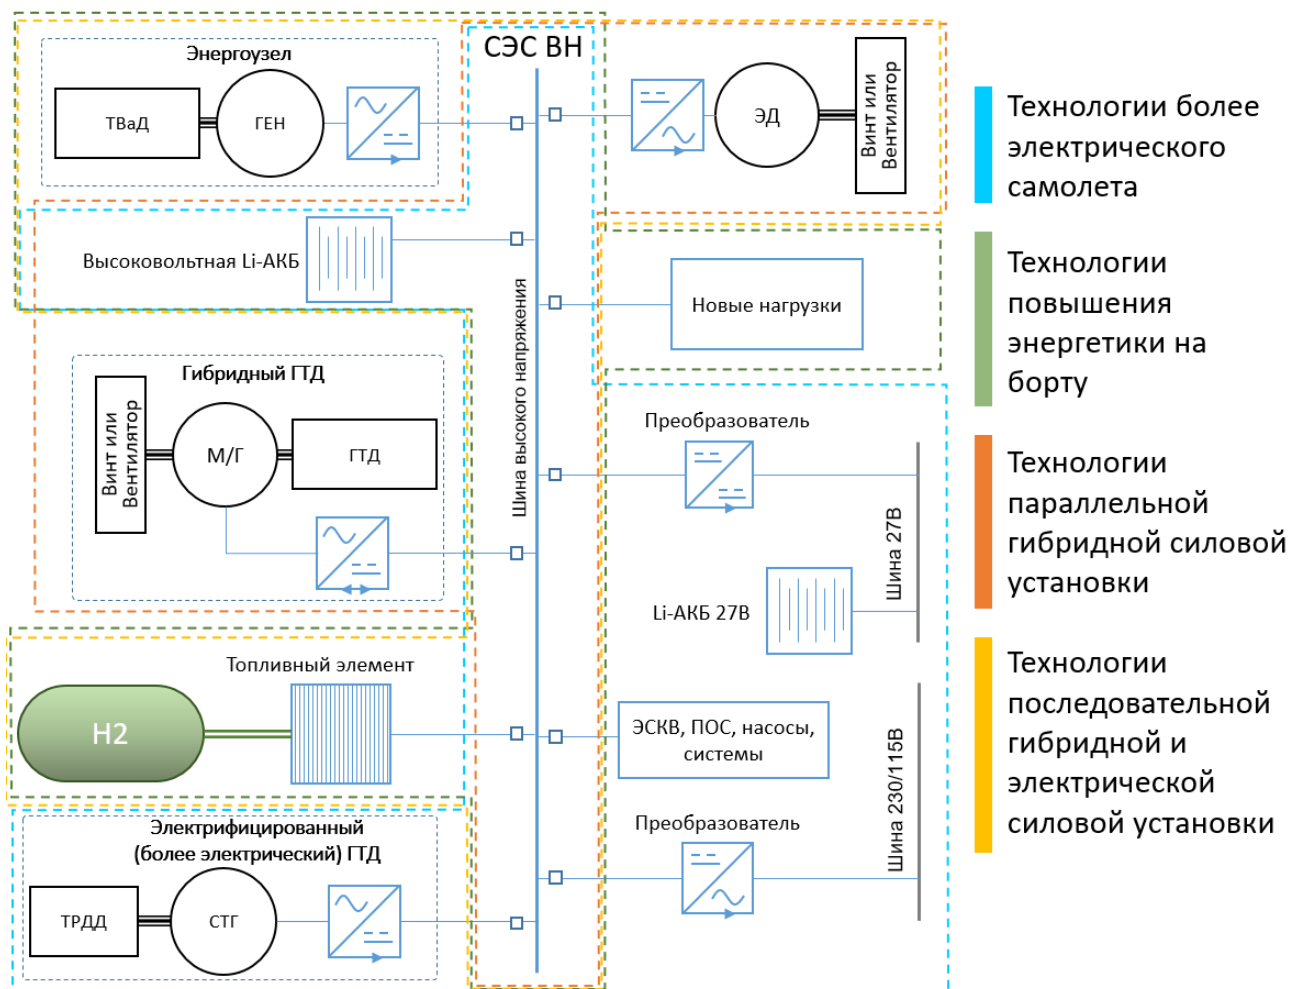 СЭС ВН
Энергоузел
ТВаД
ГЕН
ЭД
Винт или
Вентилятор
Высоковольтная Li-АКБ
Новые нагрузки
Шина высокого напряжения
Гибридный ГТД
Винт или
Вентилятор
М/Г
ГТД
Преобразователь
Шина 27В
Li-АКБ 27В
Топливный элемент
H2
ЭСКВ, ПОС, насосы,
системы
Преобразователь
Шина 230/115В
Электрифицированный
(более электрический) ГТД
ТРДД
СТГ
Технологии более
электрического
самолета
Технологии
повышения
энергетики на
борту
Технологии
параллельной
гибридной силовой
установки
Технологии
последовательной
гибридной и
электрической
силовой установки